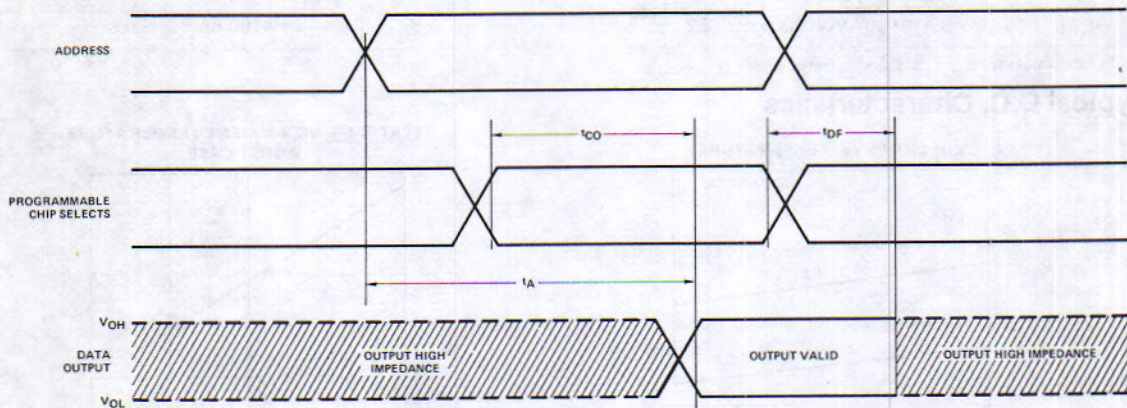 ADDRESS
tCO
tDF
PROGRAMMABLE
CHIP SELECTS
tA
VOH
DATA
OUTPUT
VOL
OUTPUT HIGH
IMPEDANCE
OUTPUT VALID
OUTPUT HIGH IMPEDANCE